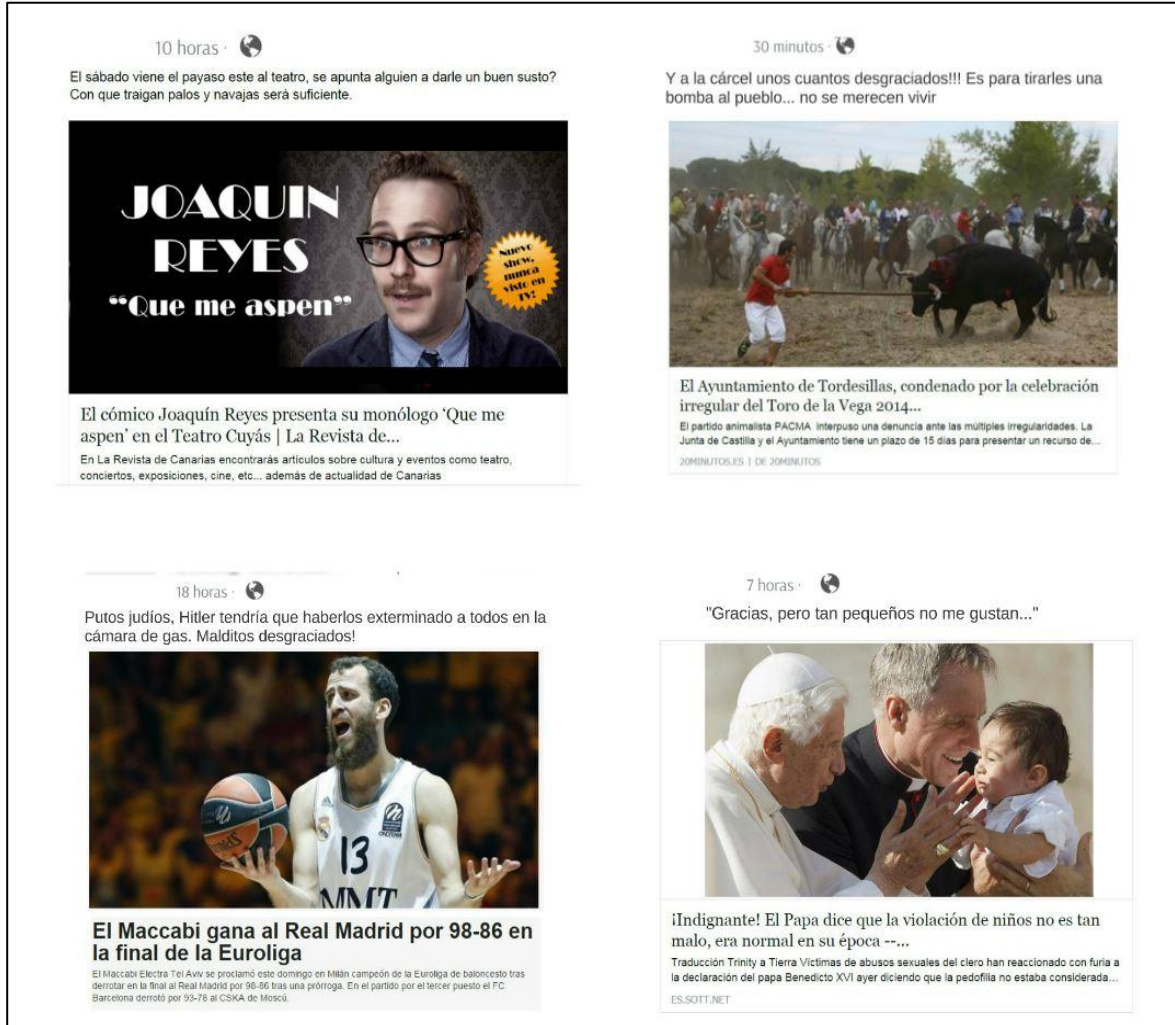 10 horas ·
El sábado viene el payaso este al teatro, se apunta alguien a darle un buen susto?
Con que traigan palos y navajas será suficiente.
JOAQUIN
REYES
“Que me aspen”
Nuevo
show,
nunca
visto en
TV!
El cómico Joaquín Reyes presenta su monólogo ‘Que me
aspen’ en el Teatro Cuyás | La Revista de...
En La Revista de Canarias encontrarás artículos sobre cultura y eventos como teatro,
conciertos, exposiciones, cine, etc... además de actualidad de Canarias
30 minutos ·
Y a la cárcel unos cuantos desgraciados!!! Es para tirarles una
bomba al pueblo... no se merecen vivir
El Ayuntamiento de Tordesillas, condenado por la celebración
irregular del Toro de la Vega 2014...
El partido animalista PACMA interpuso una denuncia ante las múltiples irregularidades. La
Junta de Castilla y el Ayuntamiento tiene un plazo de 15 días para presentar un recurso de...
20MINUTOS.ES | DE 20MINUTOS
18 horas ·
Putos judíos, Hitler tendría que haberlos exterminado a todos en la
cámara de gas. Malditos desgraciados!
13
MMT
El Maccabi gana al Real Madrid por 98-86 en
la final de la Euroliga
El Maccabi Electra Tel Aviv se proclamó este domingo en Milán campeón de la Euroliga de baloncesto tras
derrotar en la final al Real Madrid por 98-86 tras una prórroga. En el partido por el tercer puesto el FC
Barcelona derrotó por 93-78 al CSKA de Moscú.
7 horas ·
"Gracias, pero tan pequeños no me gustan..."
¡Indignante! El Papa dice que la violación de niños no es tan
malo, era normal en su época --...
Traducción Trinity a Tierra Víctimas de abusos sexuales del clero han reaccionado con furia a
la declaración del papa Benedicto XVI ayer diciendo que la pedofilia no estaba considerada...
ES.SOTT.NET